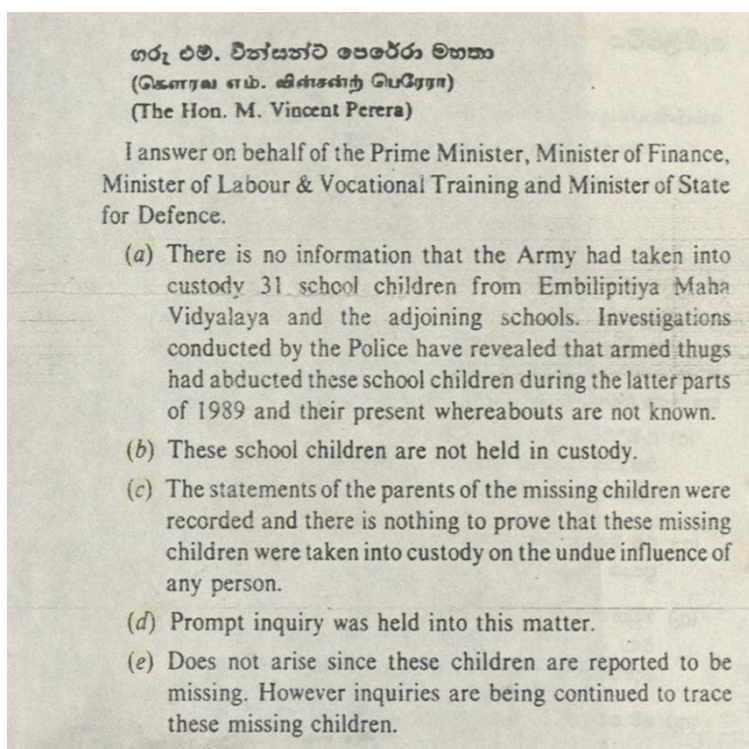 ගරු එම්. වින්සන්ට් පෙරේරා මහතා
(கௌரவ எம். வின்சன்ற் பெரேரா)
(The Hon. M. Vincent Perera)
I answer on behalf of the Prime Minister, Minister of Finance,
Minister of Labour & Vocational Training and Minister of State
for Defence.
(a) There is no information that the Army had taken into
custody 31 school children from Embilipitiya Maha
Vidyalaya and the adjoining schools. Investigations
conducted by the Police have revealed that armed thugs
had abducted these school children during the latter parts
of 1989 and their present whereabouts are not known.
(b) These school children are not held in custody.
(c) The statements of the parents of the missing children were
recorded and there is nothing to prove that these missing
children were taken into custody on the undue influence of
any person.
(d) Prompt inquiry was held into this matter.
(e) Does not arise since these children are reported to be
missing. However inquiries are being continued to trace
these missing children.